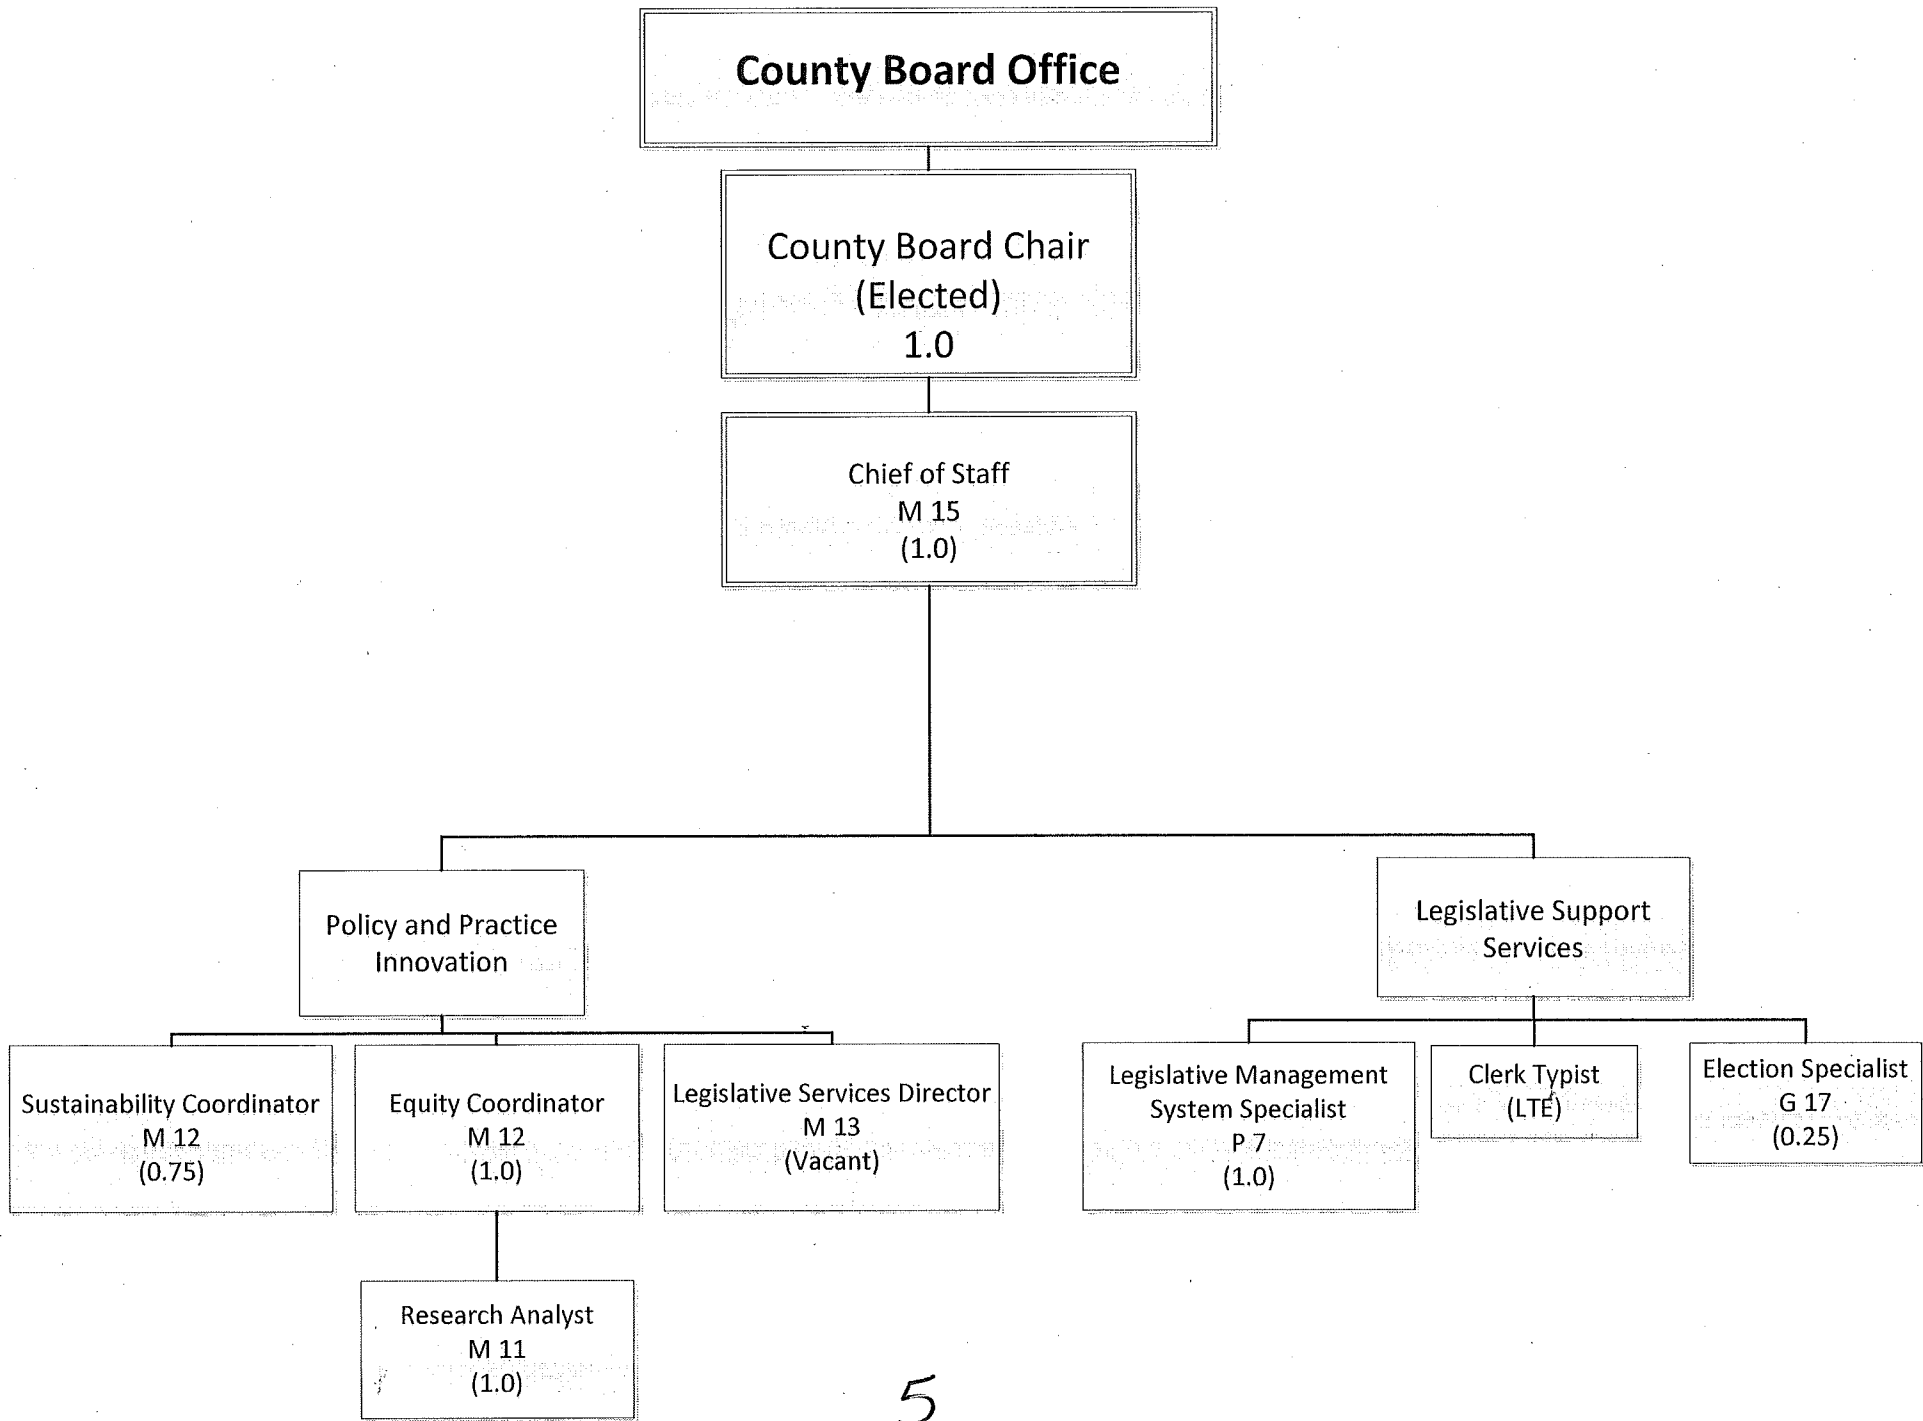 County Board Office
County Board Chair
(Elected)
1.0
Chief of Staff
M 15
(1.0)
Policy and Practice
Innovation
Legislative Support
Services
Sustainability Coordinator
M 12
(0.75)
Equity Coordinator
M 12
(1.0)
Legislative Services Director
M 13
(Vacant)
Legislative Management
System Specialist
P 7
(1.0)
Clerk Typist
(LTE)
Election Specialist
G 17
(0.25)
Research Analyst
M 11
(1.0)
5